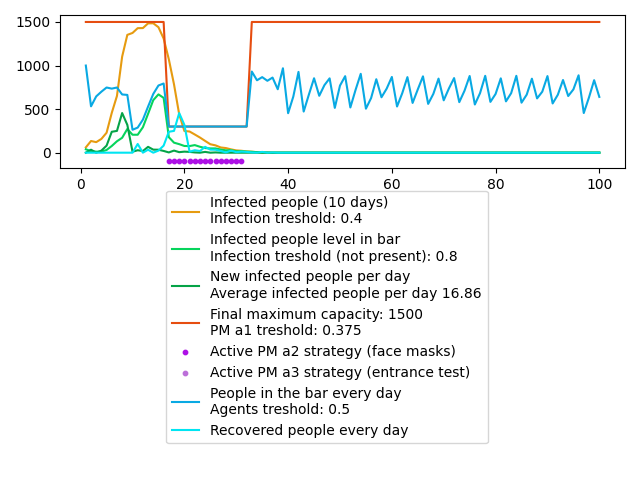 1500
1000
500
0
0
20
40
60
80
100
Infected people (10 days)
Infection treshold: 0.4
Infected people level in bar
Infection treshold (not present): 0.8
New infected people per day
Average infected people per day 16.86
Final maximum capacity: 1500
PM a1 treshold: 0.375
Active PM a2 strategy (face masks)
Active PM a3 strategy (entrance test)
People in the bar every day
Agents treshold: 0.5
Recovered people every day